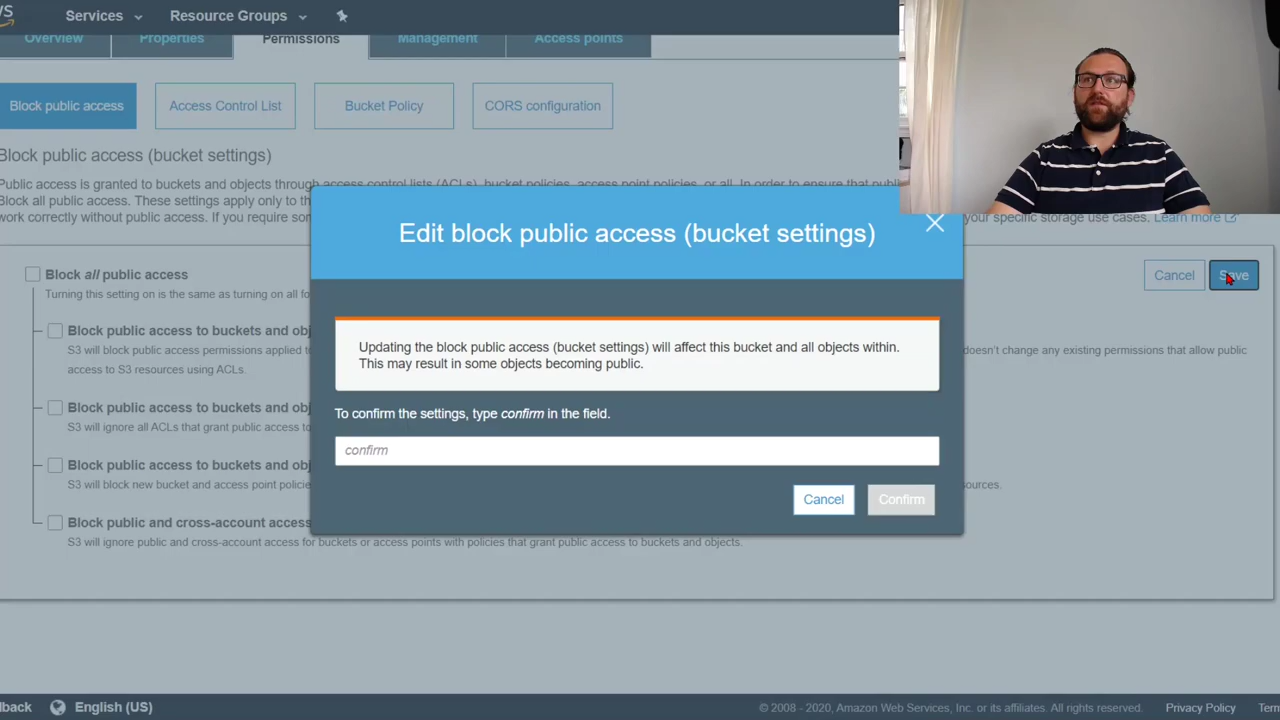 Services
Resource Groups
Overview
Properties
Permissions
Management
Access points
Block public access
Access Control List
Bucket Policy
CORS configuration
Block public access (bucket settings)
Public access is granted to buckets and objects through access control lists (ACLs), bucket policies, access point policies, or all. In order to ensure that publ
Block all public access. These settings apply only to th
work correctly without public access. If you require som
your specific storage use cases. Learn more
Edit block public access (bucket settings)
Block all public access
Turning this setting on is the same as turning on all fo
Cancel
Save
Block public access to buckets and obj
S3 will block public access permissions applied t
doesn't change any existing permissions that allow public
access to S3 resources using ACLs.
Updating the block public access (bucket settings) will affect this bucket and all objects within.
This may result in some objects becoming public.
Block public access to buckets and obj
S3 will ignore all ACLs that grant public access to
To confirm the settings, type confirm in the field.
confirm
Block public access to buckets and obj
S3 will block new bucket and access point policie
ources.
Cancel
Confirm
Block public and cross-account access
S3 will ignore public and cross-account access for buckets or access points with policies that grant public access to buckets and objects.
dback
English (US)
© 2008 - 2020, Amazon Web Services, Inc. or its affiliates. All rights reserved.
Privacy Policy
Term